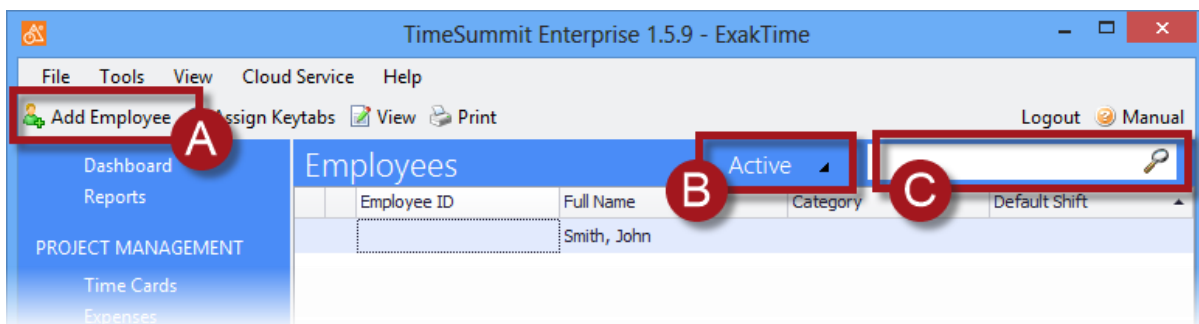 TimeSummit Enterprise 1.5.9 - ExakTime
File Tools View Cloud Service Help
Add Employee Assign Keytabs View Print Logout Manual
A
Dashboard Employees Active
B
C
Reports Employee ID Full Name Category Default Shift
Smith, John
PROJECT MANAGEMENT
Time Cards
Expenses